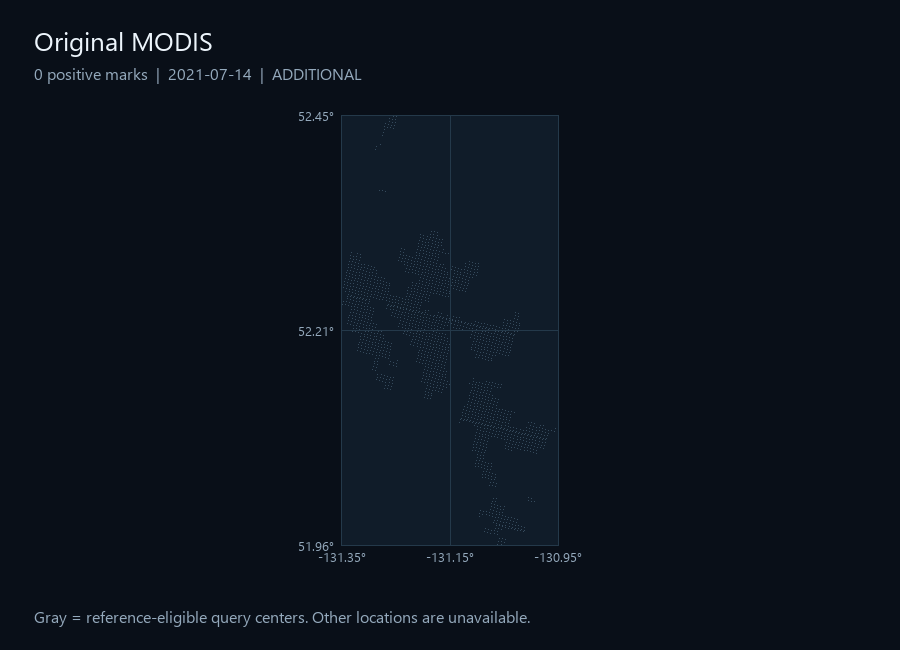 Original MODIS
0 positive marks | 2021-07-14 | ADDITIONAL
52.45°
52.21°
51.96°
-131.35°
-131.15°
-130.95°
Gray = reference-eligible query centers. Other locations are unavailable.